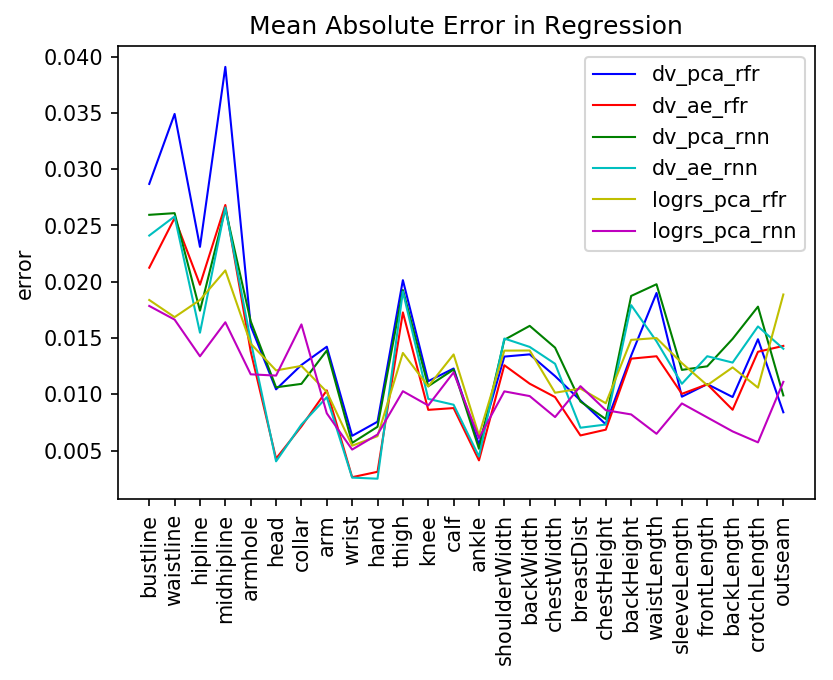 Mean Absolute Error in Regression
0.040
0.035
0.030
0.025
0.020
0.015
0.010
0.005
error
dv_pca_rfr
dv_ae_rfr
dv_pca_rnn
dv_ae_rnn
logrs_pca_rfr
logrs_pca_rnn
bustline
waistline
hipline
midhipline
armhole
head
collar
arm
wrist
hand
thigh
knee
calf
ankle
shoulderWidth
backWidth
chestWidth
breastDist
chestHeight
backHeight
waistLength
sleeveLength
frontLength
backLength
crotchLength
outseam